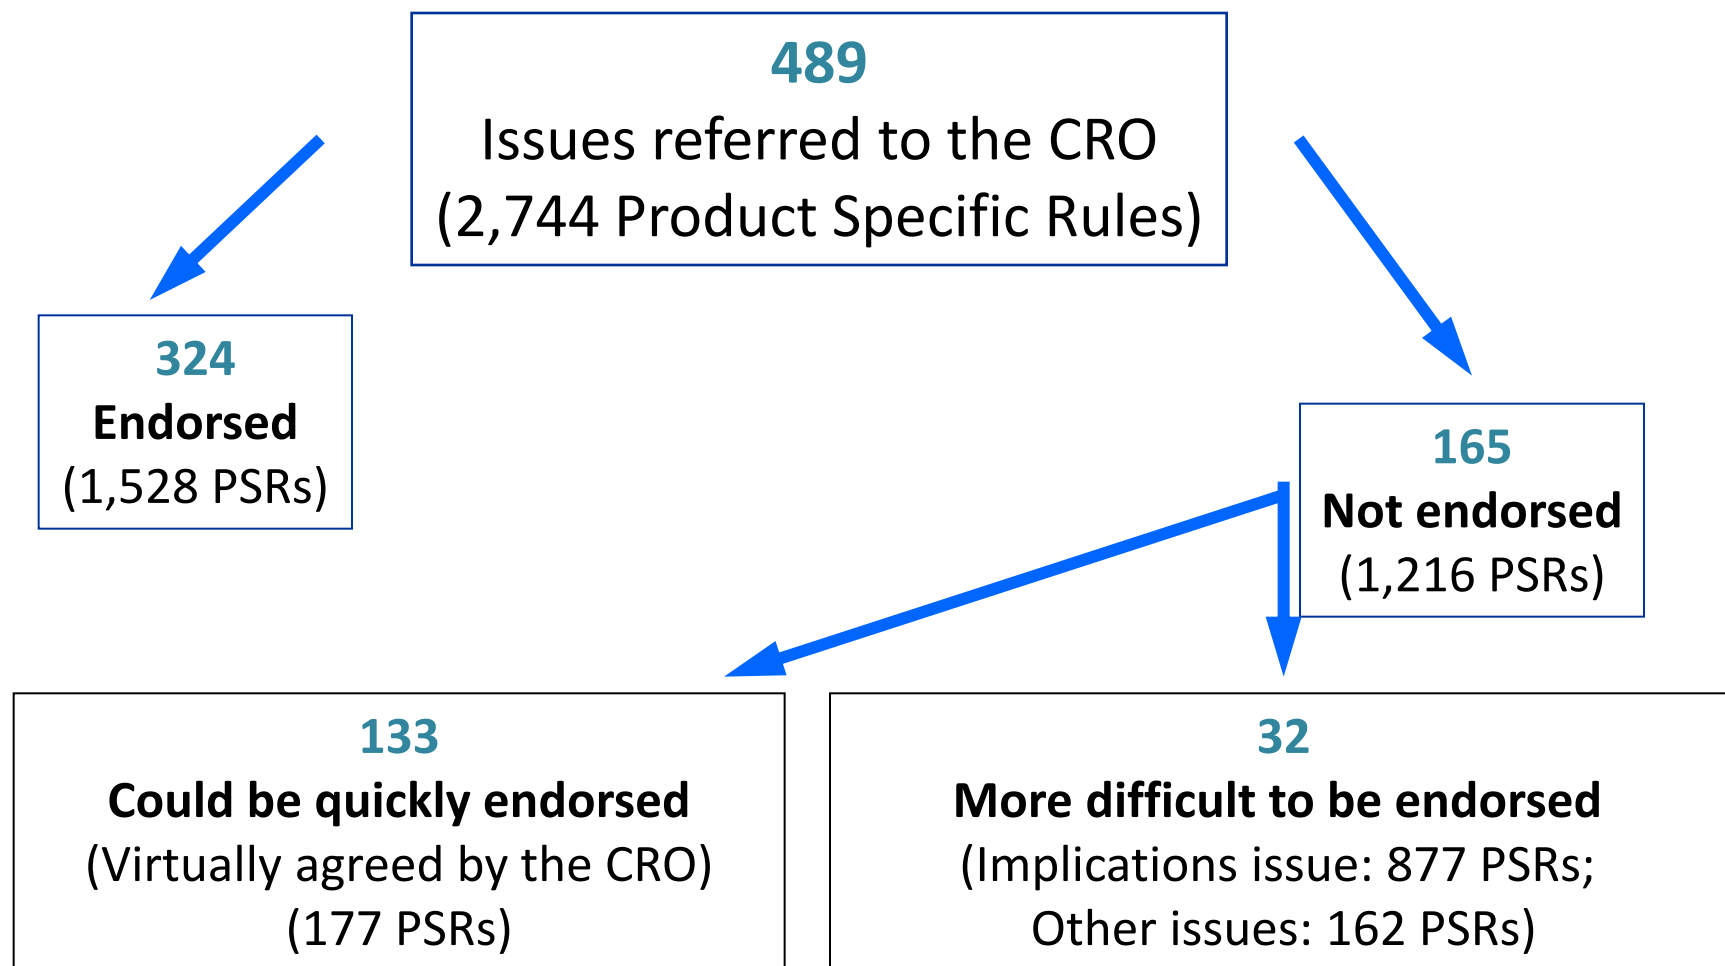 489
Issues referred to the CRO
(2,744 Product Specific Rules)
324
Endorsed
(1,528 PSRs)
165
Not endorsed
(1,216 PSRs)
133
Could be quickly endorsed
(Virtually agreed by the CRO)
(177 PSRs)
32
More difficult to be endorsed
(Implications issue: 877 PSRs;
Other issues: 162 PSRs)